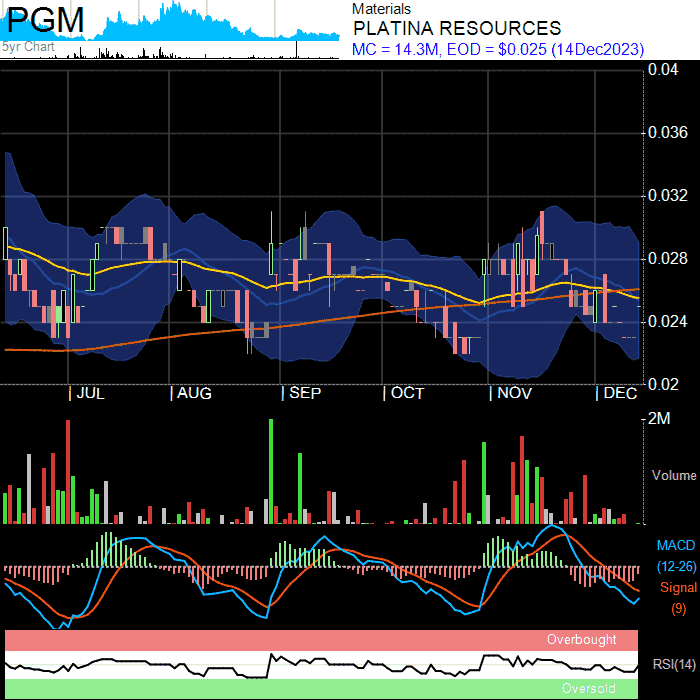 PGM
5yr Chart
Materials
PLATINA RESOURCES
MC = 14.3M, EOD = $0.025 (14Dec2023)
0.04
0.036
0.032
0.028
0.024
0.02
JUL AUG SEP OCT NOV DEC
2M
Volume
MACD
(12-26)
Signal
(9)
Overbought
RSI(14)
Oversold